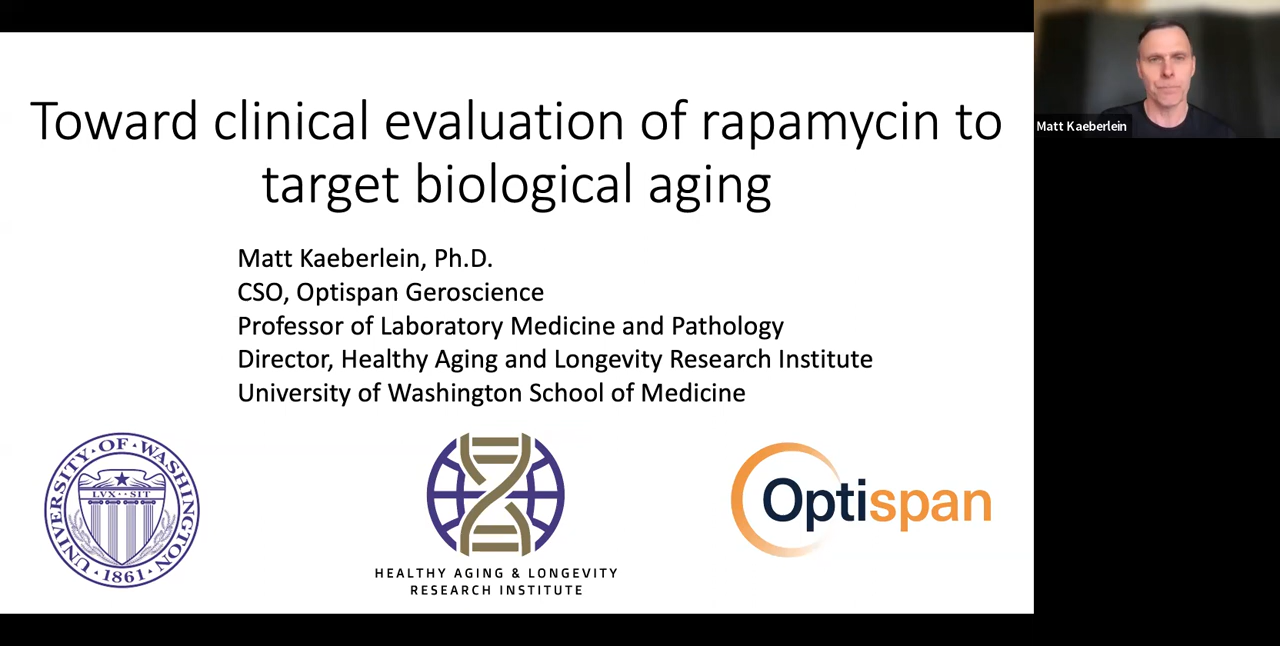 Toward clinical evaluation of rapamycin to
target biological aging
Matt Kaeberlein, Ph.D.
CSO, Optispan Geroscience
Professor of Laboratory Medicine and Pathology
Director, Healthy Aging and Longevity Research Institute
University of Washington School of Medicine
UNIVERSITY · OF · WASHINGTON
LVX · SIT
· 1861 ·
HEALTHY AGING & LONGEVITY
RESEARCH INSTITUTE
Optispan
Matt Kaeberlein